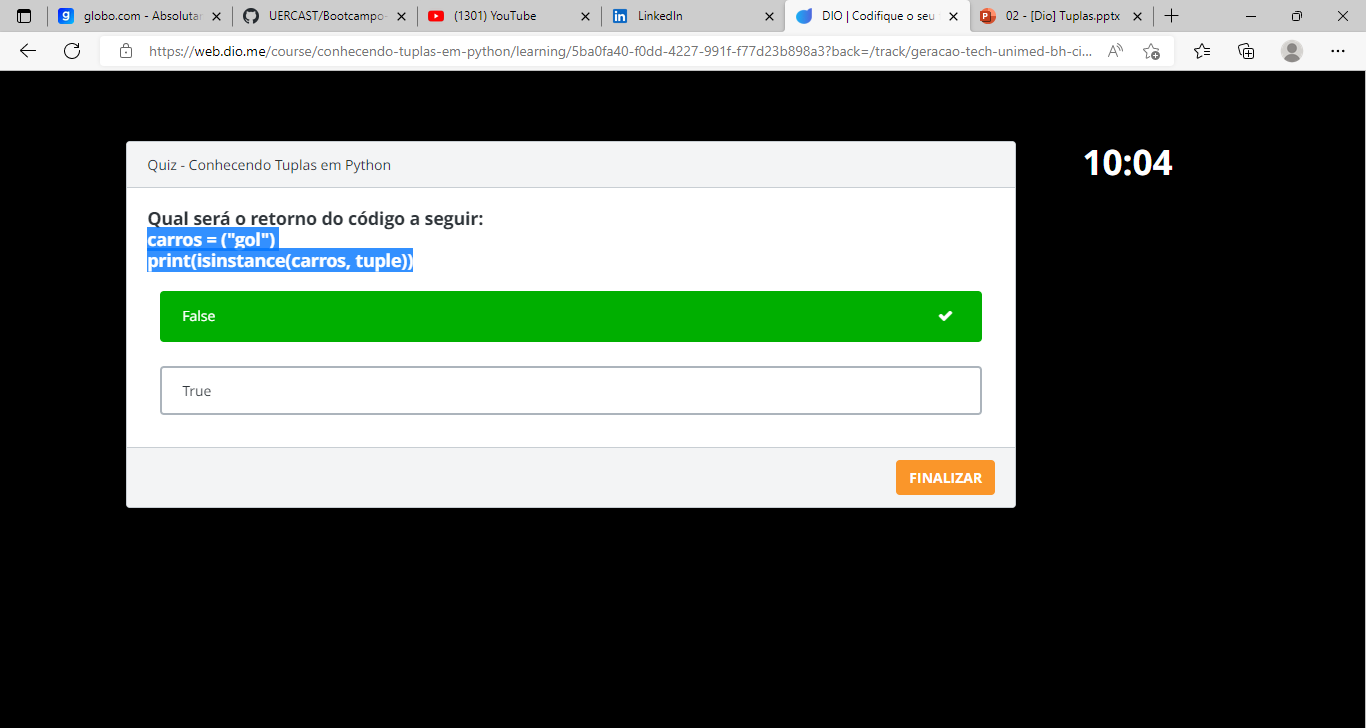 globo.com - Absoluta
UERCAST/Bootcampo-
(1301) YouTube
LinkedIn
DIO | Codifique o seu
02 - [Dio] Tuplas.pptx
https://web.dio.me/course/conhecendo-tuplas-em-python/learning/5ba0fa40-f0dd-4227-991f-f77d23b898a3?back=/track/geracao-tech-unimed-bh-ci...
Quiz - Conhecendo Tuplas em Python
10:04
Qual será o retorno do código a seguir:
carros = ("gol")
print(isinstance(carros, tuple))
False
True
FINALIZAR